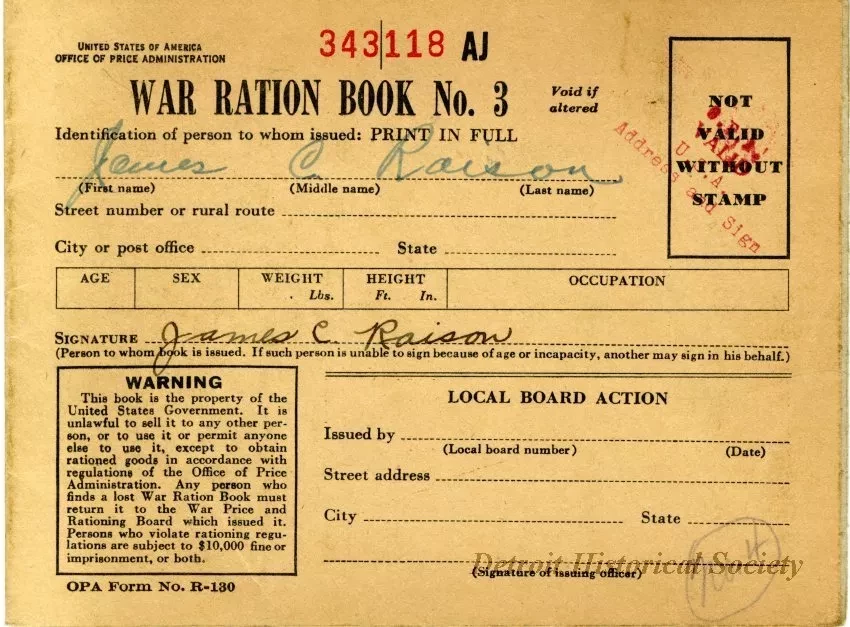 UNITED STATES OF AMERICA
OFFICE OF PRICE ADMINISTRATION
343118 AJ
WAR RATION BOOK No. 3
Void if
altered
NOT
VALID
WITHOUT
STAMP
VALID
U.S.A.
Address and Sign
Identification of person to whom issued: PRINT IN FULL
James C. Raison
(First name) (Middle name) (Last name)
Street number or rural route
City or post office State
AGE SEX WEIGHT HEIGHT OCCUPATION
Lbs. Ft. In.
SIGNATURE James C. Raison
(Person to whom book is issued. If such person is unable to sign because of age or incapacity, another may sign in his behalf.)
WARNING
This book is the property of the
United States Government. It is
unlawful to sell it to any other per-
son, or to use it or permit anyone
else to use it, except to obtain
rationed goods in accordance with
regulations of the Office of Price
Administration. Any person who
finds a lost War Ration Book must
return it to the War Price and
Rationing Board which issued it.
Persons who violate rationing regu-
lations are subject to $10,000 fine or
imprisonment, or both.
LOCAL BOARD ACTION
Issued by
(Local board number) (Date)
Street address
City State
(Signature of issuing officer)
Detroit Historical Society
OPA Form No. R-130